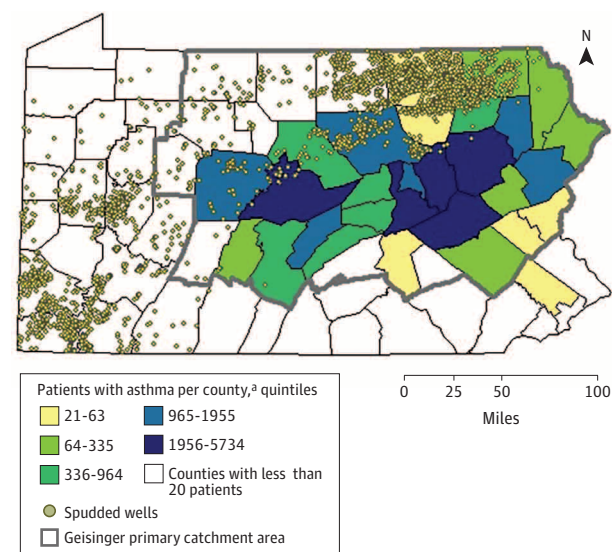 N
Patients with asthma per county,ª quintiles
21-63
965-1955
64-335
1956-5734
336-964
Counties with less than
20 patients
Spudded wells
Geisinger primary catchment area
0 25 50 100
Miles